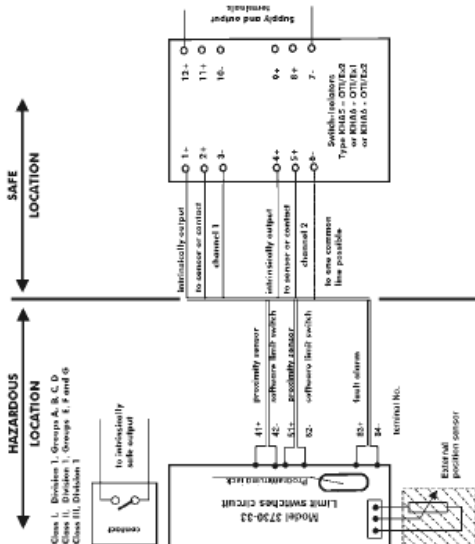 Supply and output
terminals
12+
11+
10-
9+
8+
7-
Switch-Isolators
Type KHA5 - OTI/Ex2
or KHA6 - OTI/Ex1
or KHA6 - OTI/Ex2
1+
2+
3-
4+
5+
6-
SAFE
LOCATION
intrinsically output
to sensor or contact
channel 1
intrinsically output
to sensor or contact
channel 2
to one common
line possible
HAZARDOUS
LOCATION
Class I, Division 1, Groups A, B, C, D
Class II, Division 1, Groups E, F and G
Class III, Division 1
to intrinsically
safe output
contact
proximity sensor
software limit switch
proximity sensor
software limit switch
fault alarm
41+
42-
51+
52-
83+
84-
terminal No.
Programming jack
Limit switches circuit
Model 3730-33
External
position sensor